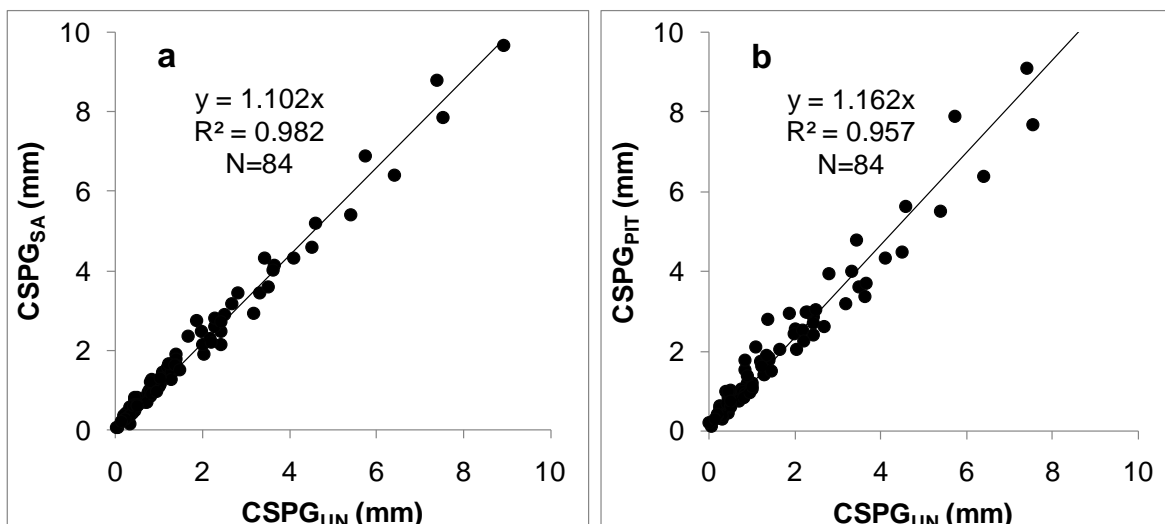 a
y = 1.102x
R² = 0.982
N=84
CSPG_SA (mm)
10
8
6
4
2
0
0 2 4 6 8 10
CSPG_UN (mm)
b
y = 1.162x
R² = 0.957
N=84
CSPG_PIT (mm)
10
8
6
4
2
0
0 2 4 6 8 10
CSPG_UN (mm)